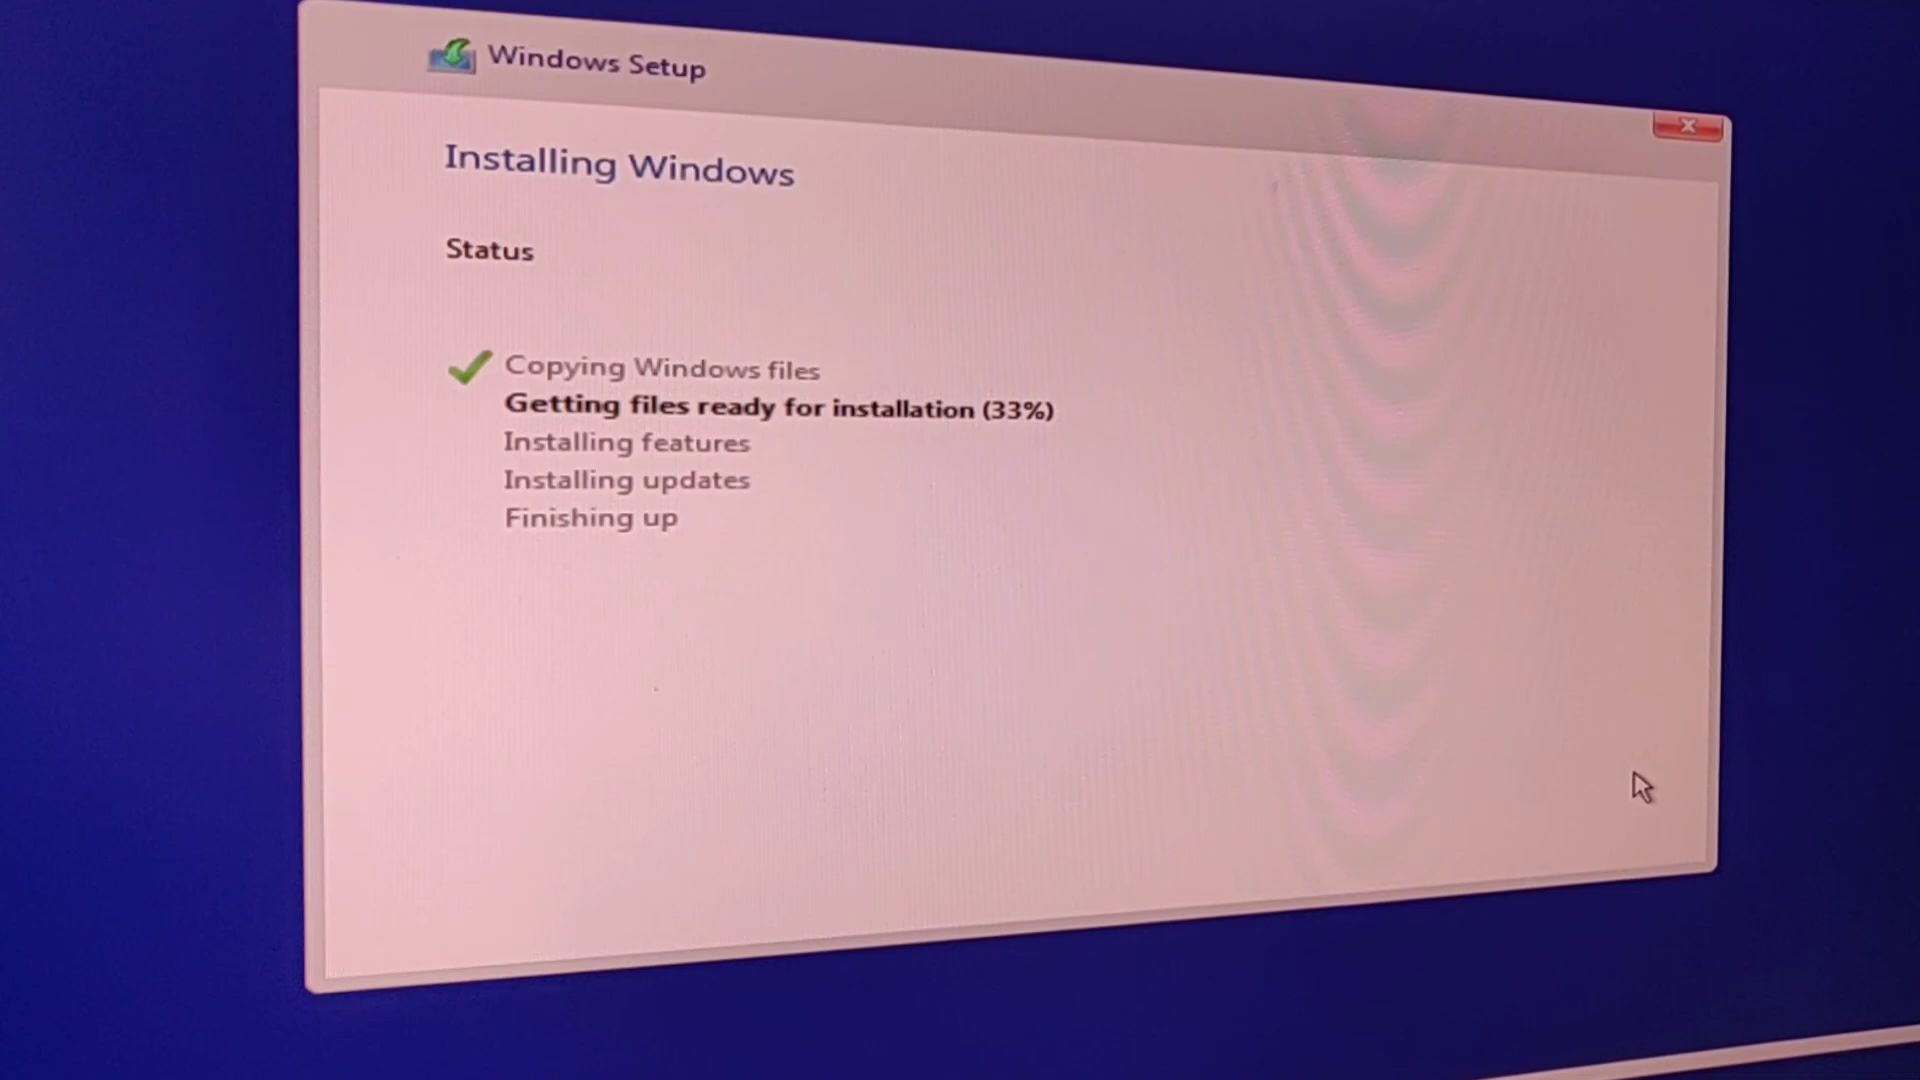 Windows Setup
Installing Windows
Status
Copying Windows files
Getting files ready for installation (33%)
Installing features
Installing updates
Finishing up